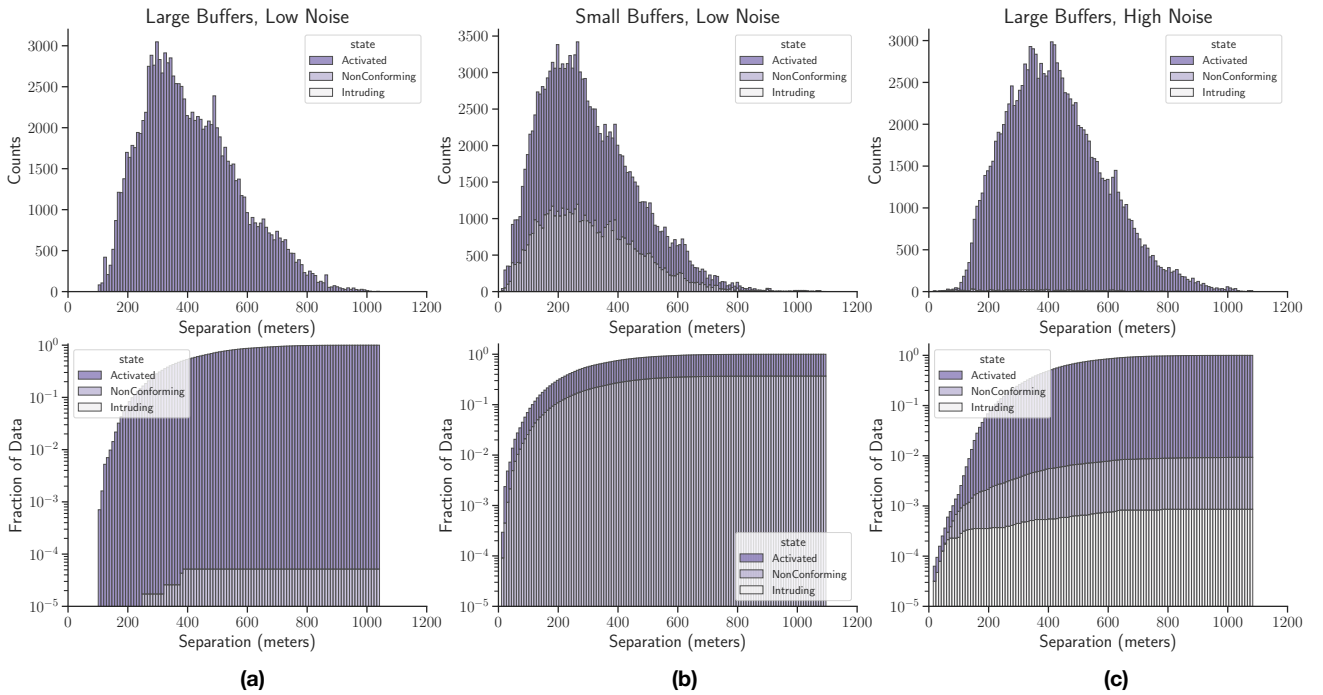 Large Buffers, Low Noise
3000
2500
2000
1500
1000
500
0
Counts
0 200 400 600 800 1000 1200
Separation (meters)
state
Activated
NonConforming
Intruding
Small Buffers, Low Noise
3500
3000
2500
2000
1500
1000
500
0
Counts
0 200 400 600 800 1000 1200
Separation (meters)
state
Activated
NonConforming
Intruding
Large Buffers, High Noise
3000
2500
2000
1500
1000
500
0
Counts
0 200 400 600 800 1000 1200
Separation (meters)
state
Activated
NonConforming
Intruding
10⁰
10⁻¹
10⁻²
10⁻³
10⁻⁴
10⁻⁵
Fraction of Data
0 200 400 600 800 1000 1200
Separation (meters)
state
Activated
NonConforming
Intruding
(a)
10⁰
10⁻¹
10⁻²
10⁻³
10⁻⁴
10⁻⁵
Fraction of Data
0 200 400 600 800 1000 1200
Separation (meters)
state
Activated
NonConforming
Intruding
(b)
10⁰
10⁻¹
10⁻²
10⁻³
10⁻⁴
10⁻⁵
Fraction of Data
0 200 400 600 800 1000 1200
Separation (meters)
state
Activated
NonConforming
Intruding
(c)